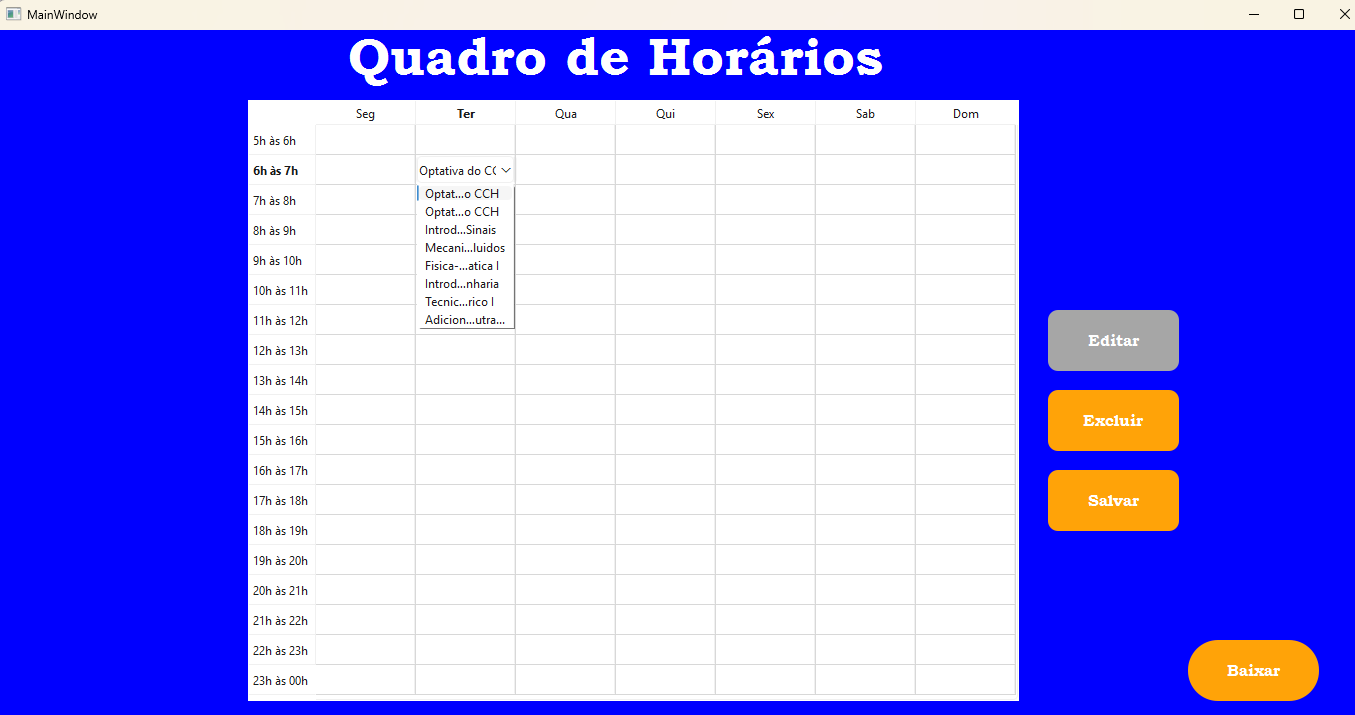 MainWindow
Quadro de Horários
Seg Ter Qua Qui Sex Sab Dom
5h às 6h
6h às 7h Optativa do CC
7h às 8h
Optat...o CCH
Optat...o CCH
8h às 9h
Introd...Sinais
Mecani...luidos
9h às 10h
Fisica-...atica I
10h às 11h
Introd...nharia
Tecnic...rico I
11h às 12h
Adicion...utra...
12h às 13h
13h às 14h
14h às 15h
15h às 16h
16h às 17h
17h às 18h
18h às 19h
19h às 20h
20h às 21h
21h às 22h
22h às 23h
23h às 00h
Editar
Excluir
Salvar
Baixar